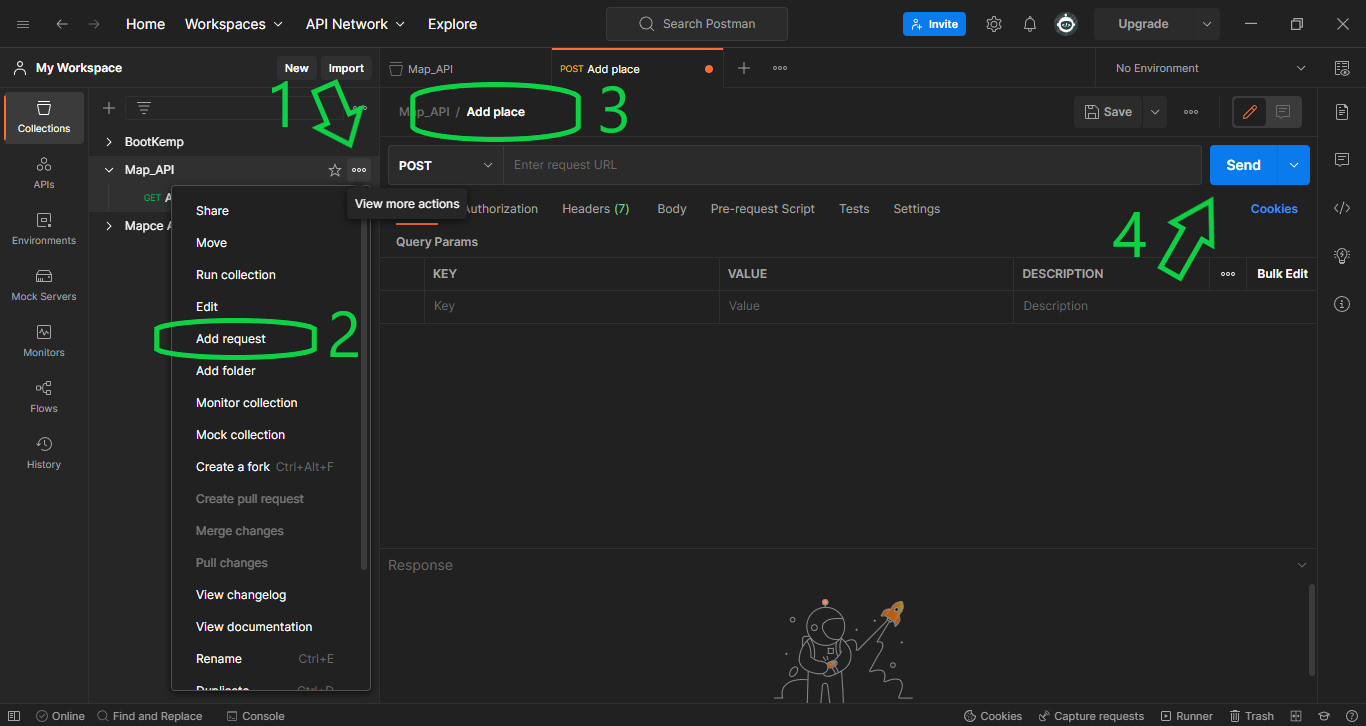 Home Workspaces API Network Explore Search Postman Invite Upgrade
My Workspace New Import Map_API POST Add place No Environment
1 3
Map_API / Add place Save
Collections
BootKemp
Map_API
POST Enter request URL Send
APIs
GET A
View more actions
Authorization Headers (7) Body Pre-request Script Tests Settings Cookies
Mapce A
Environments
Query Params
4
KEY VALUE DESCRIPTION Bulk Edit
Key Value Description
Mock Servers
Monitors
Flows
History
Share
Move
Run collection
Edit
Add request 2
Add folder
Monitor collection
Mock collection
Create a fork Ctrl+Alt+F
Create pull request
Merge changes
Pull changes
View changelog
View documentation
Rename Ctrl+E
Duplicate Ctrl+D
Response
Online Find and Replace Console Cookies Capture requests Runner Trash